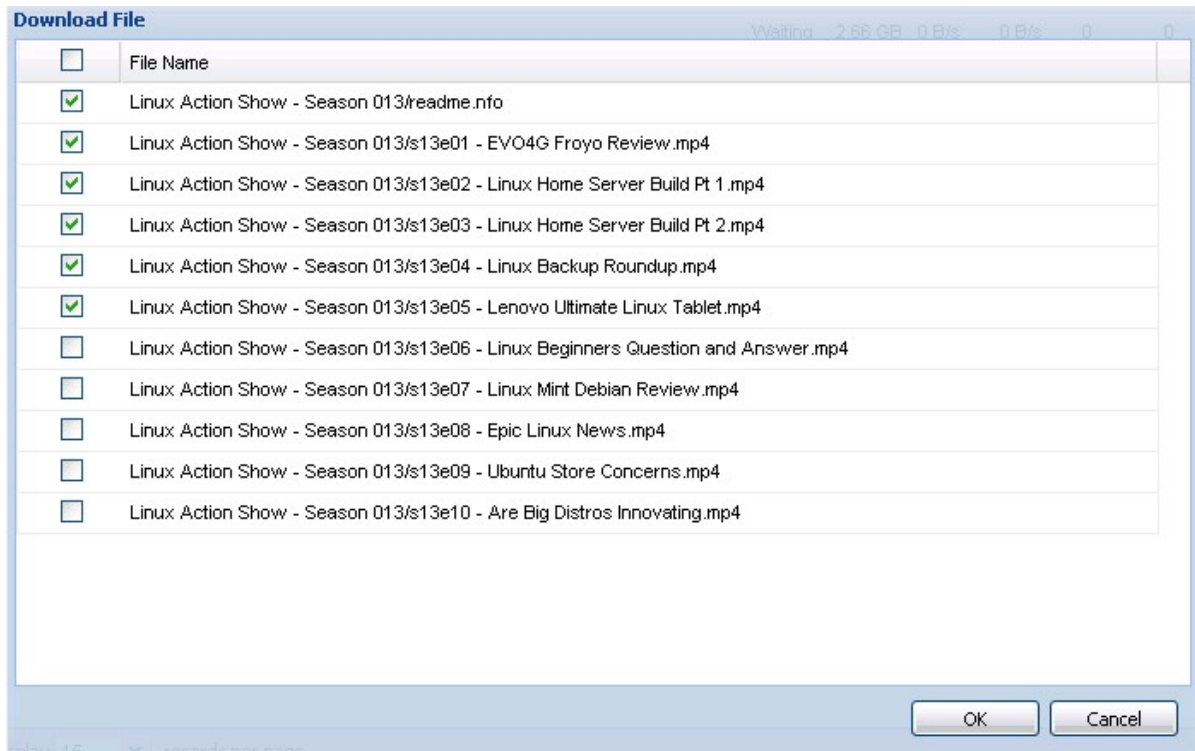 Download File
Waiting 2.66 GB 0 B/s 0 B/s 0 0
File Name
Linux Action Show - Season 013/readme.nfo
Linux Action Show - Season 013/s13e01 - EVO4G Froyo Review.mp4
Linux Action Show - Season 013/s13e02 - Linux Home Server Build Pt 1.mp4
Linux Action Show - Season 013/s13e03 - Linux Home Server Build Pt 2.mp4
Linux Action Show - Season 013/s13e04 - Linux Backup Roundup.mp4
Linux Action Show - Season 013/s13e05 - Lenovo Ultimate Linux Tablet.mp4
Linux Action Show - Season 013/s13e06 - Linux Beginners Question and Answer.mp4
Linux Action Show - Season 013/s13e07 - Linux Mint Debian Review.mp4
Linux Action Show - Season 013/s13e08 - Epic Linux News.mp4
Linux Action Show - Season 013/s13e09 - Ubuntu Store Concerns.mp4
Linux Action Show - Season 013/s13e10 - Are Big Distros Innovating.mp4
OK Cancel
15 records per page